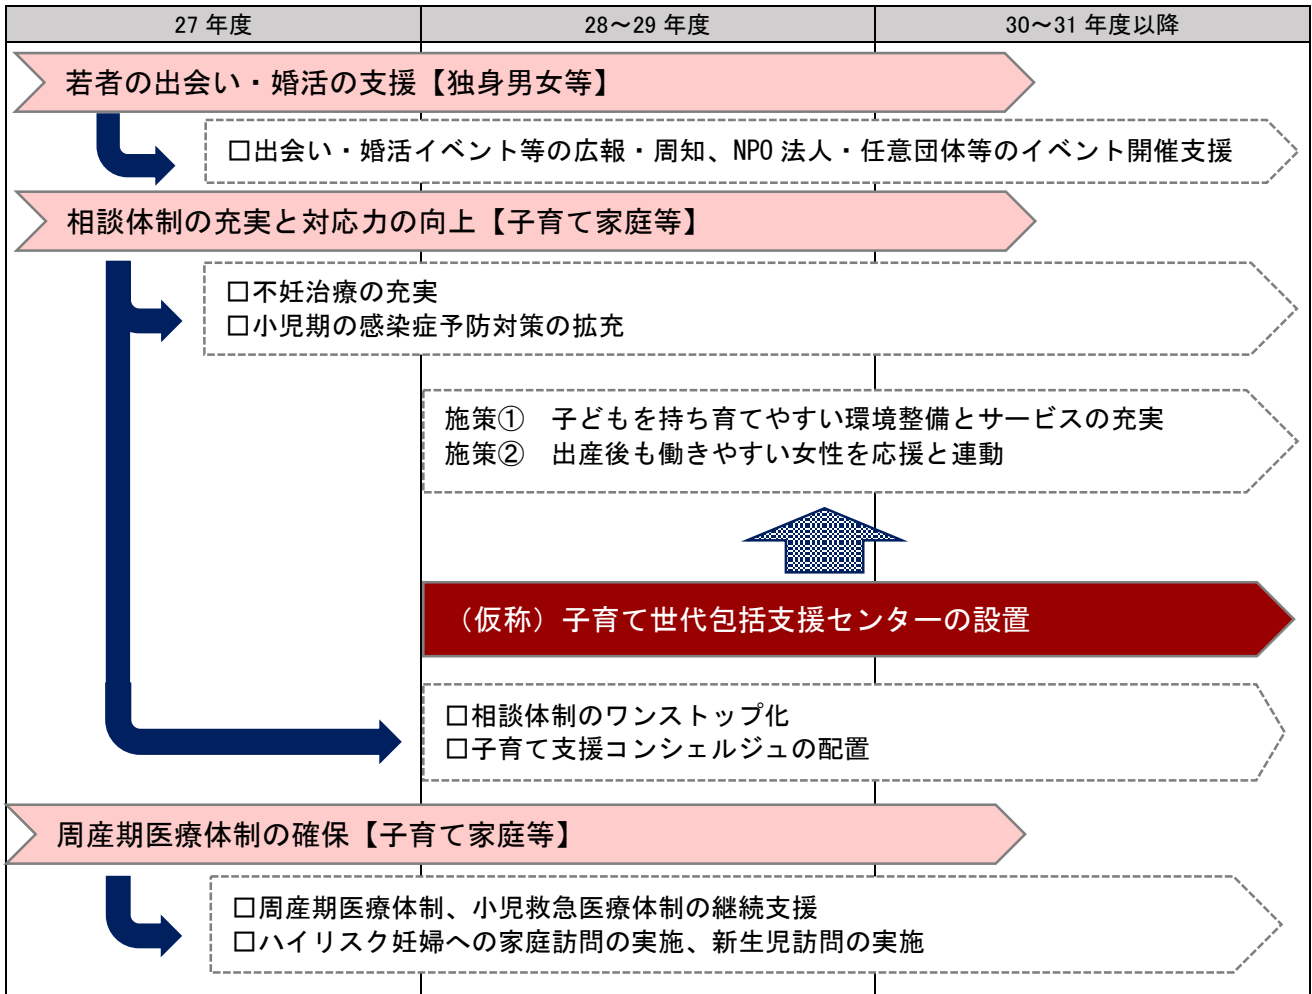 27 年度
28～29 年度
30～31 年度以降
若者の出会い・婚活の支援【独身男女等】
□出会い・婚活イベント等の広報・周知、NPO 法人・任意団体等のイベント開催支援
相談体制の充実と対応力の向上【子育て家庭等】
□不妊治療の充実
□小児期の感染症予防対策の拡充
施策①　子どもを持ち育てやすい環境整備とサービスの充実
施策②　出産後も働きやすい女性を応援と連動
（仮称）子育て世代包括支援センターの設置
□相談体制のワンストップ化
□子育て支援コンシェルジュの配置
周産期医療体制の確保【子育て家庭等】
□周産期医療体制、小児救急医療体制の継続支援
□ハイリスク妊婦への家庭訪問の実施、新生児訪問の実施